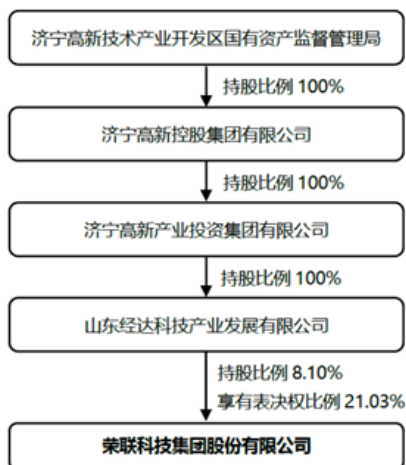 济宁高新技术产业开发区国有资产监督管理局
持股比例 100%
济宁高新控股集团有限公司
持股比例 100%
济宁高新产业投资集团有限公司
持股比例 100%
山东经达科技产业发展有限公司
持股比例 8.10%
享有表决权比例 21.03%
荣联科技集团股份有限公司